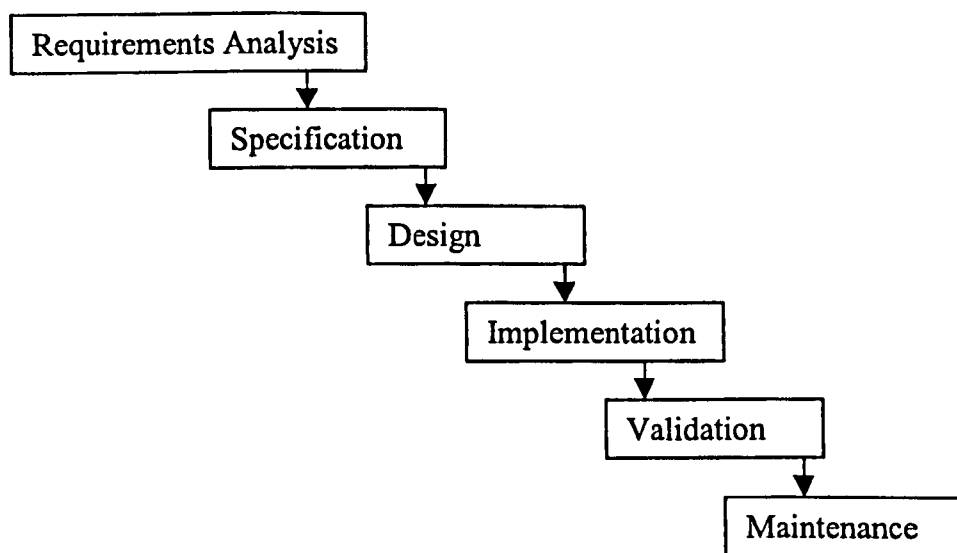 Requirements Analysis
Specification
Design
Implementation
Validation
Maintenance